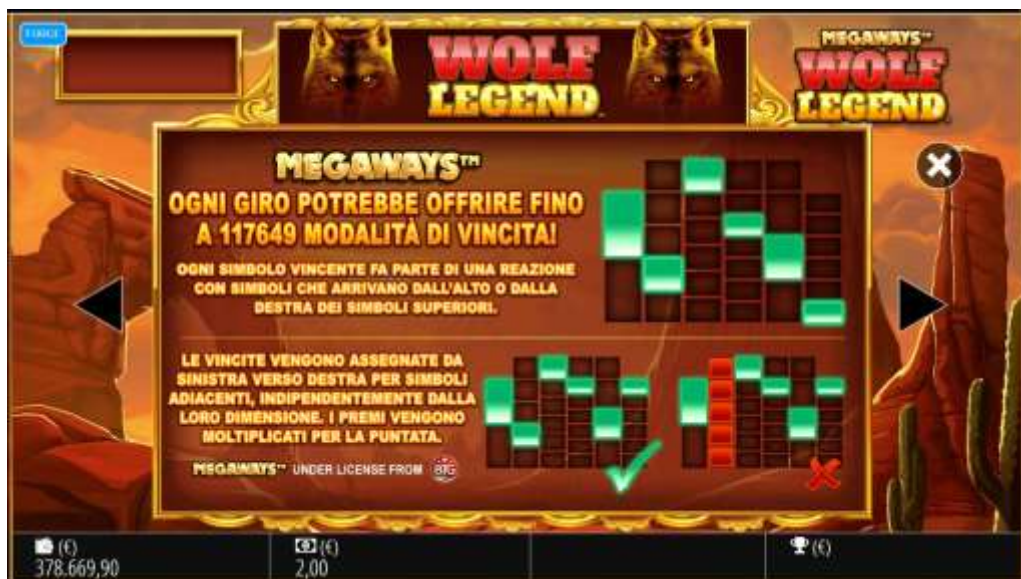 FORCE
WOLF
LEGEND
MEGAWAYS™
WOLF
LEGEND
MEGAWAYS™
OGNI GIRO POTREBBE OFFRIRE FINO
A 117649 MODALITÀ DI VINCITA!
OGNI SIMBOLO VINCENTE FA PARTE DI UNA REAZIONE
CON SIMBOLI CHE ARRIVANO DALL'ALTO O DALLA
DESTRA DEI SIMBOLI SUPERIORI.
LE VINCITE VENGONO ASSEGNATE DA
SINISTRA VERSO DESTRA PER SIMBOLI
ADIACENTI, INDIPENDENTEMENTE DALLA
LORO DIMENSIONE. I PREMI VENGONO
MOLTIPLICATI PER LA PUNTATA.
MEGAWAYS™ UNDER LICENSE FROM BTG
(€)
378.669,90
(€)
2,00
(€)